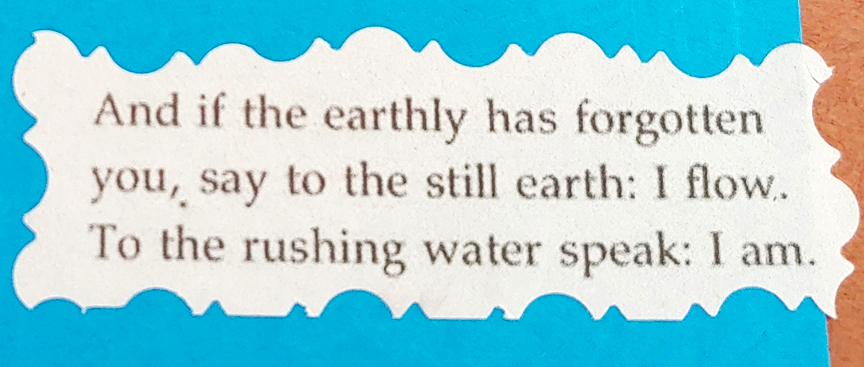 And if the earthly has forgotten
you, say to the still earth: I flow.
To the rushing water speak: I am.